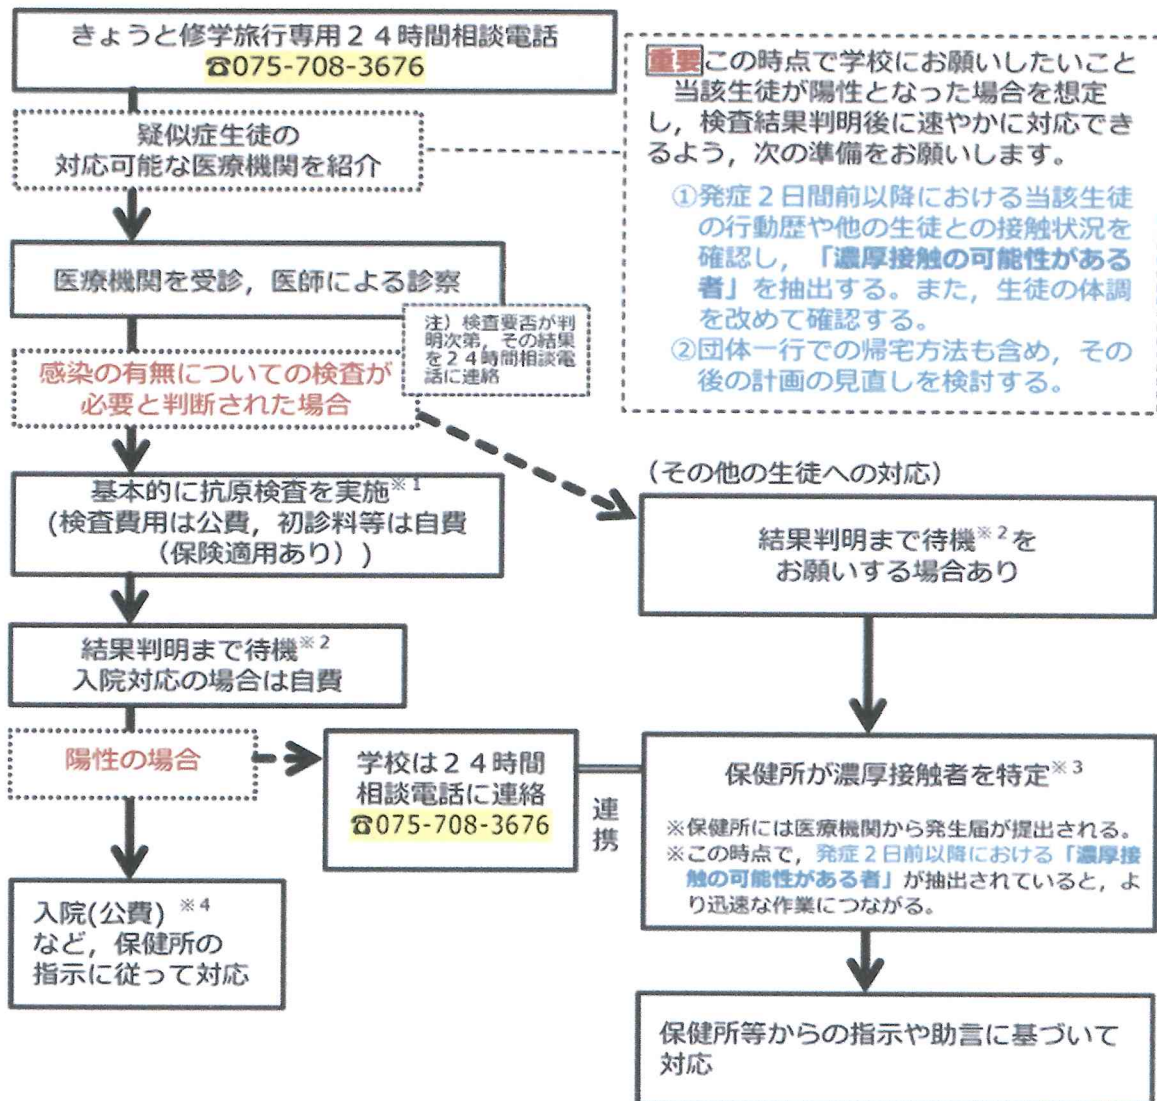 きょうと修学旅行専用２４時間相談電話
☎075-708-3676
疑似症生徒の
対応可能な医療機関を紹介
重要この時点で学校にお願いしたいこと
当該生徒が陽性となった場合を想定
し，検査結果判明後に速やかに対応でき
るよう，次の準備をお願いします。
①発症２日間前以降における当該生徒
の行動歴や他の生徒との接触状況を
確認し，「濃厚接触の可能性がある
者」を抽出する。また，生徒の体調
を改めて確認する。
②団体一行での帰宅方法も含め，その
後の計画の見直しを検討する。
医療機関を受診，医師による診察
注）検査要否が判
明次第，その結果
を２４時間相談電
話に連絡
感染の有無についての検査が
必要と判断された場合
基本的に抗原検査を実施※１
(検査費用は公費，初診料等は自費
（保険適用あり）)
（その他の生徒への対応）
結果判明まで待機※２を
お願いする場合あり
結果判明まで待機※２
入院対応の場合は自費
陽性の場合
学校は２４時間
相談電話に連絡
☎075-708-3676
連携
保健所が濃厚接触者を特定※３
※保健所には医療機関から発生届が提出される。
※この時点で，発症２日前以降における「濃厚接
触の可能性がある者」が抽出されていると，よ
り迅速な作業につながる。
入院(公費) ※４
など，保健所の
指示に従って対応
保健所等からの指示や助言に基づいて
対応